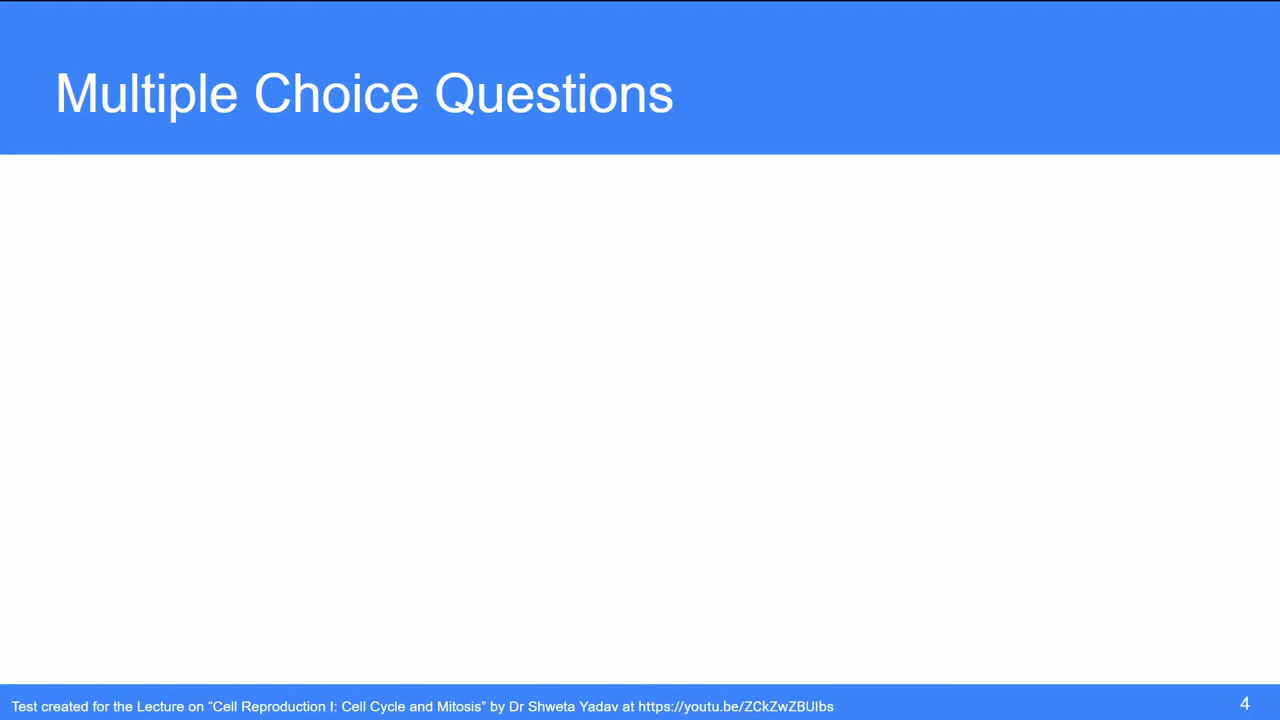 Multiple Choice Questions
Test created for the Lecture on “Cell Reproduction I: Cell Cycle and Mitosis” by Dr Shweta Yadav at https://youtu.be/ZCkZwZBUIbs
4